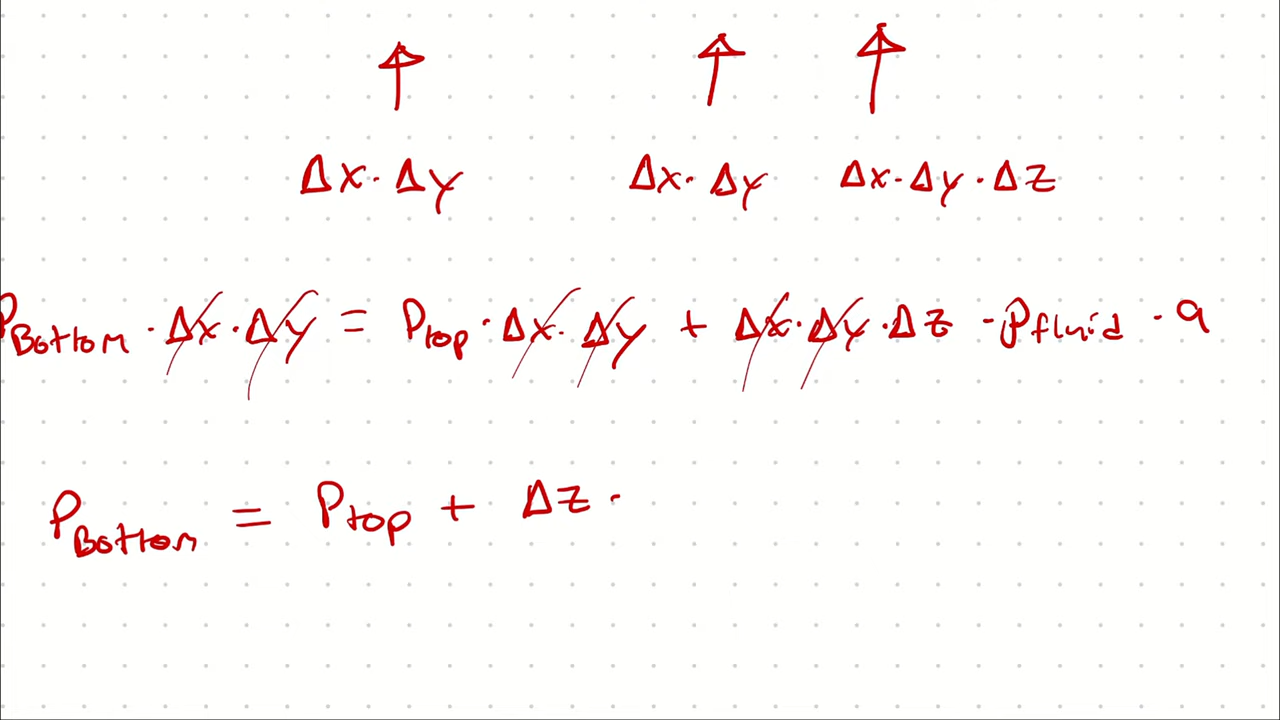 Δx · Δy Δx · Δy Δx · Δy · Δz
P_Bottom · Δx · Δy = P_top · Δx · Δy + Δx · Δy · Δz · ρ_fluid · g
P_Bottom = P_top + Δz ·